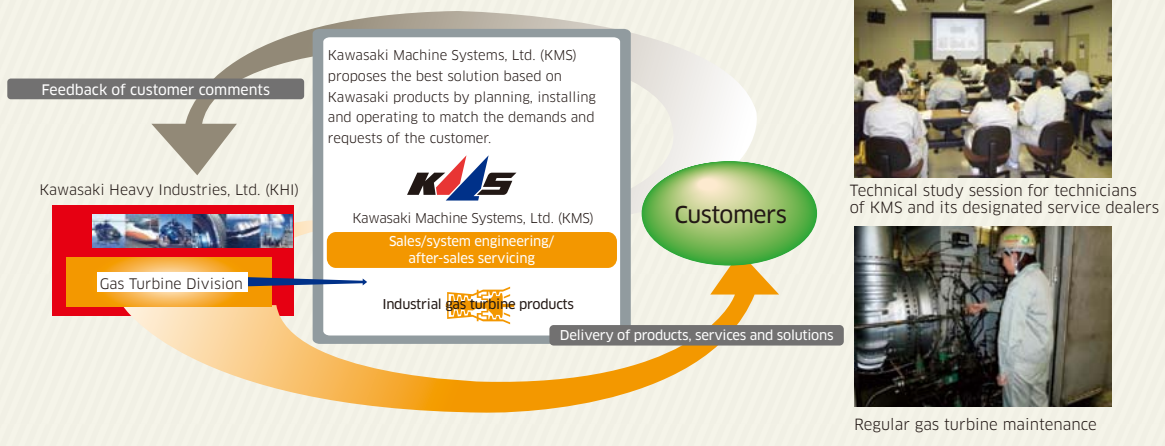 Feedback of customer comments
Kawasaki Heavy Industries, Ltd. (KHI)
Gas Turbine Division
Kawasaki Machine Systems, Ltd. (KMS)
proposes the best solution based on
Kawasaki products by planning, installing
and operating to match the demands and
requests of the customer.
KMS
Kawasaki Machine Systems, Ltd. (KMS)
Sales/system engineering/
after-sales servicing
Industrial gas turbine products
Delivery of products, services and solutions
Customers
Technical study session for technicians
of KMS and its designated service dealers
Regular gas turbine maintenance